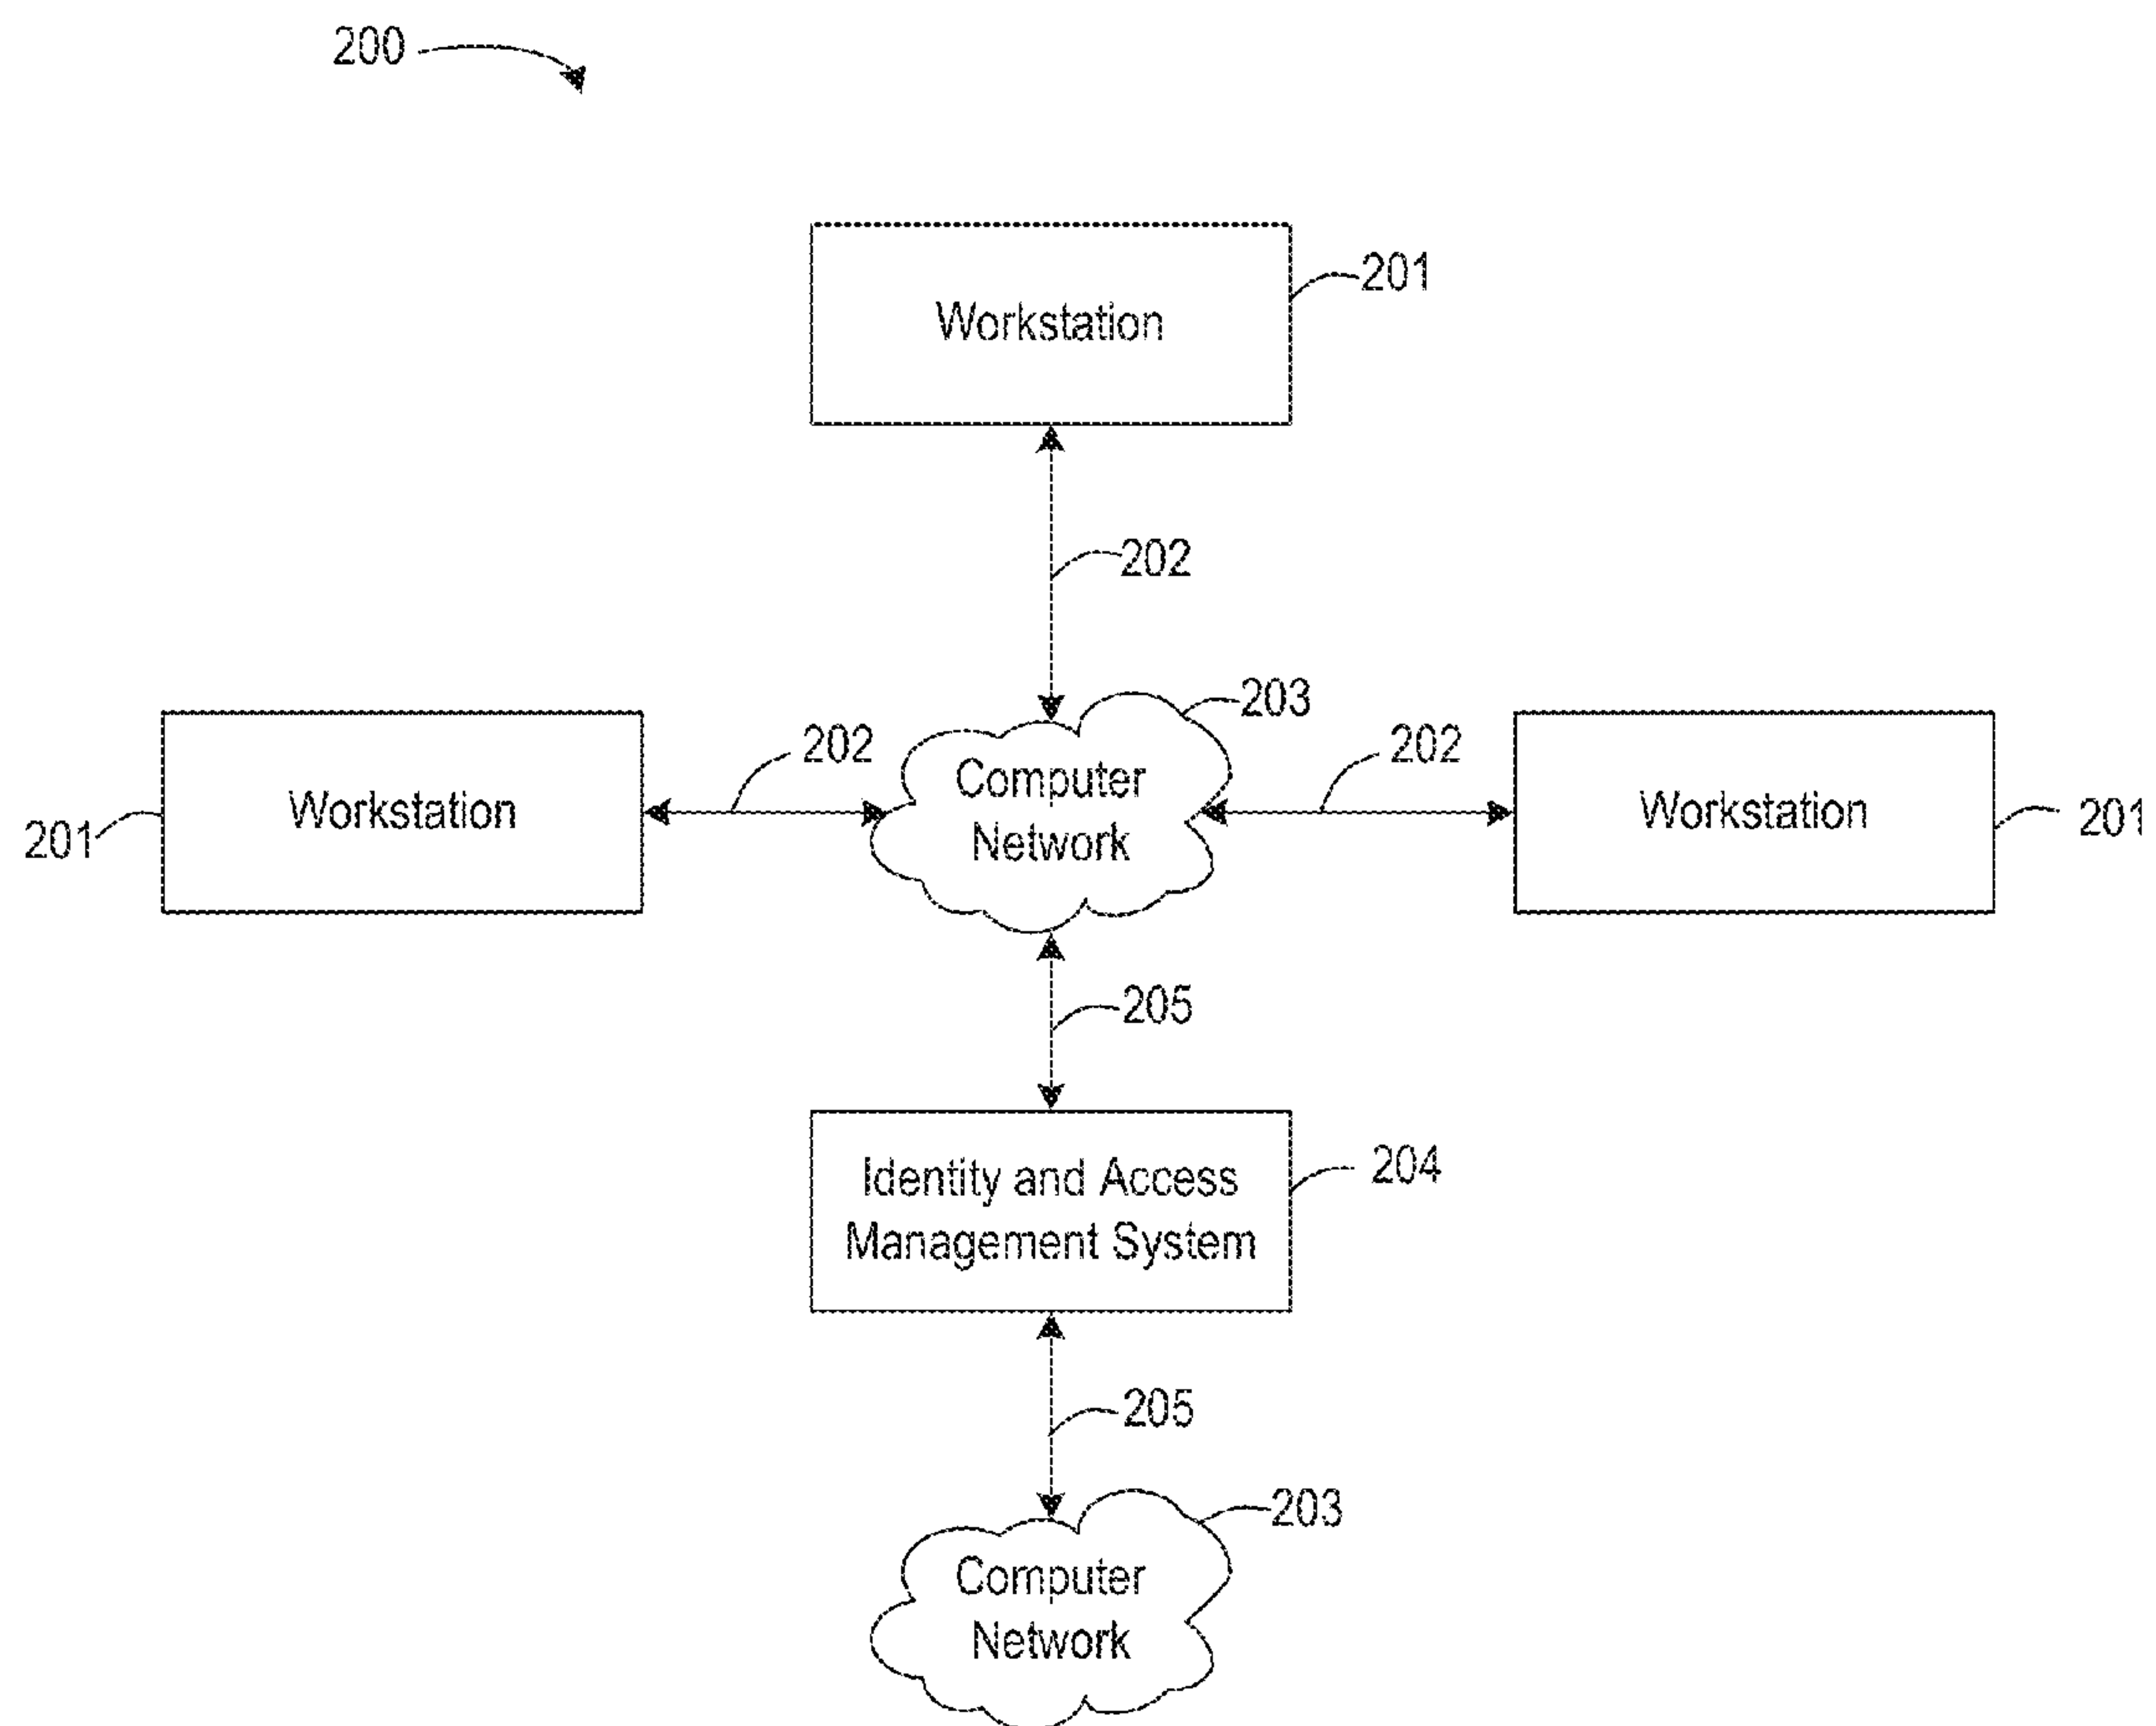 200
Workstation
201
202
203
Computer
Network
202
202
Workstation
201
Workstation
201
205
Identity and Access
Management System
204
205
203
Computer
Network